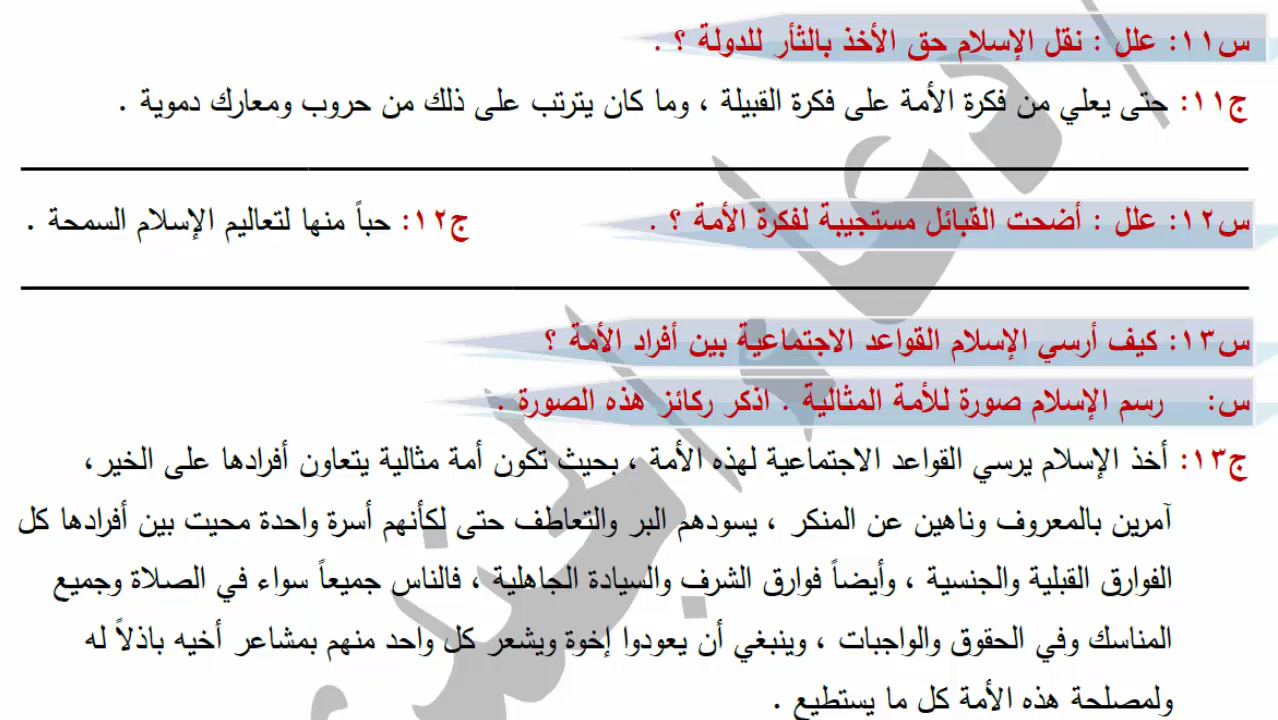 س١١: علل : نقل الإسلام حق الأخذ بالثأر للدولة ؟ .
ج١١: حتى يعلي من فكرة الأمة على فكرة القبيلة ، وما كان يترتب على ذلك من حروب ومعارك دموية .
س١٢: علل : أضحت القبائل مستجيبة لفكرة الأمة ؟ . ج١٢: حباً منها لتعاليم الإسلام السمحة .
س١٣: كيف أرسي الإسلام القواعد الاجتماعية بين أفراد الأمة ؟
س: رسم الإسلام صورة للأمة المثالية . اذكر ركائز هذه الصورة .
ج١٣: أخذ الإسلام يرسي القواعد الاجتماعية لهذه الأمة ، بحيث تكون أمة مثالية يتعاون أفرادها على الخير،
آمرين بالمعروف وناهين عن المنكر ، يسودهم البر والتعاطف حتى لكأنهم أسرة واحدة محيت بين أفرادها كل
الفوارق القبلية والجنسية ، وأيضاً فوارق الشرف والسيادة الجاهلية ، فالناس جميعاً سواء في الصلاة وجميع
المناسك وفي الحقوق والواجبات ، وينبغي أن يعودوا إخوة ويشعر كل واحد منهم بمشاعر أخيه باذلاً له
ولمصلحة هذه الأمة كل ما يستطيع .